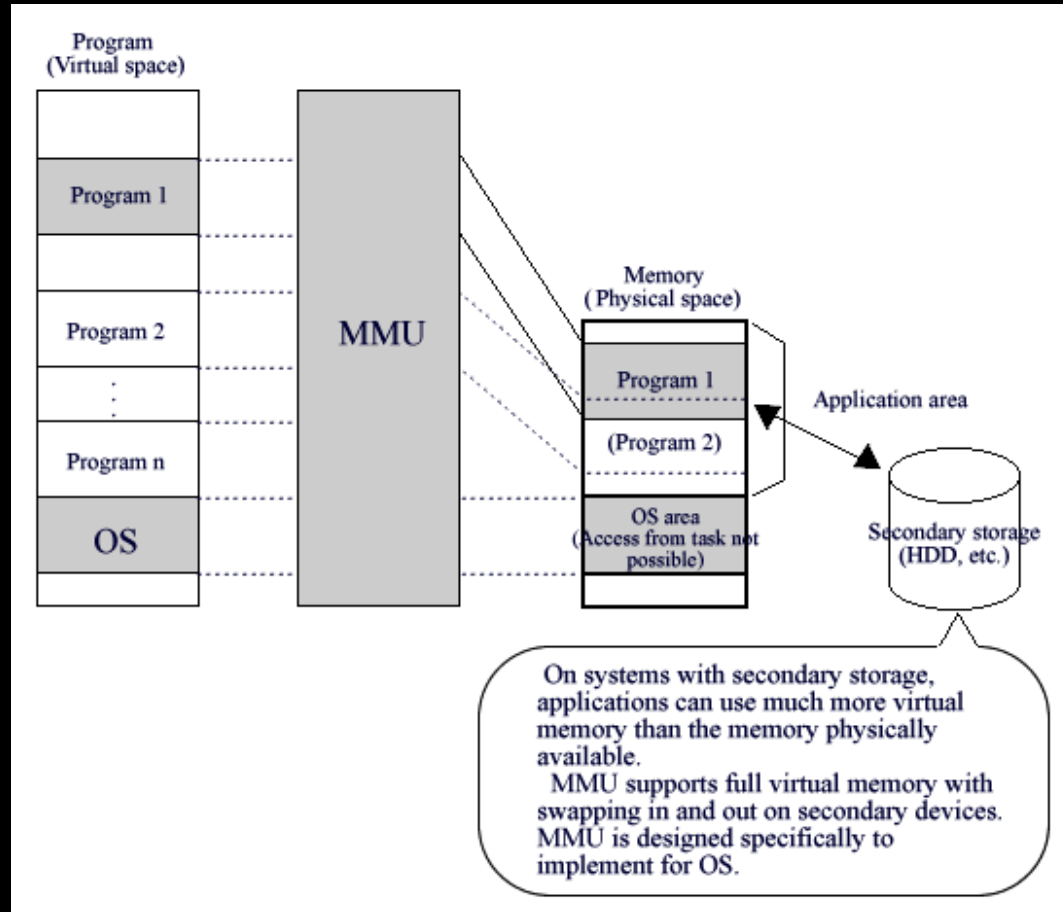 Program
(Virtual space)
Program 1
Program 2
Program n
OS
MMU
Memory
( Physical space)
Program 1
(Program 2)
OS area
(Access from task not
possible)
Application area
Secondary storage
(HDD, etc.)
On systems with secondary storage,
applications can use much more virtual
memory than the memory physically
available.
MMU supports full virtual memory with
swapping in and out on secondary devices.
MMU is designed specifically to
implement for OS.